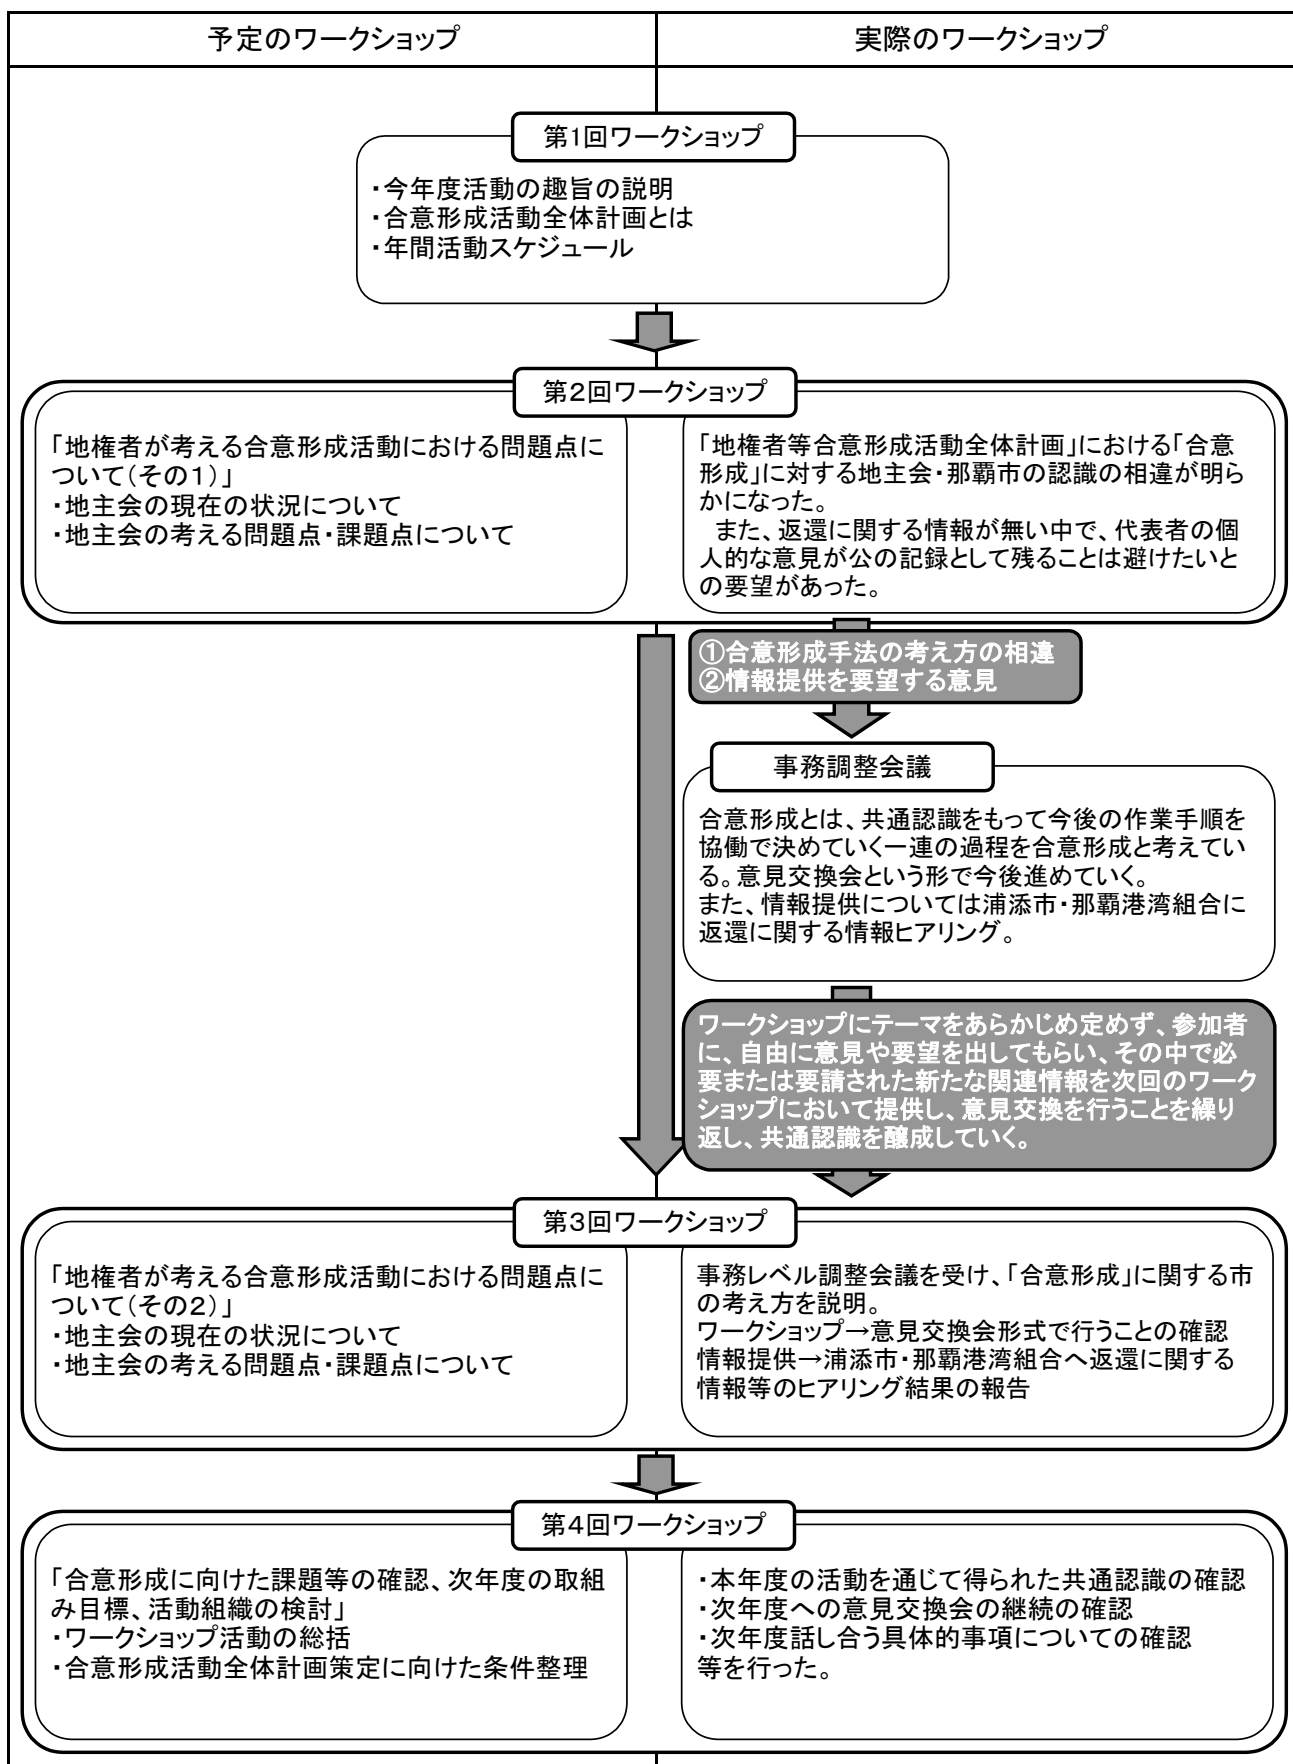 予定のワークショップ
実際のワークショップ
第1回ワークショップ
・今年度活動の趣旨の説明
・合意形成活動全体計画とは
・年間活動スケジュール
第2回ワークショップ
「地権者が考える合意形成活動における問題点に
ついて（その１）」
・地主会の現在の状況について
・地主会の考える問題点・課題点について
「地権者等合意形成活動全体計画」における「合意
形成」に対する地主会・那覇市の認識の相違が明ら
かになった。
また、返還に関する情報が無い中で、代表者の個
人的な意見が公の記録として残ることは避けたいと
の要望があった。
①合意形成手法の考え方の相違
②情報提供を要望する意見
事務調整会議
合意形成とは、共通認識をもって今後の作業手順を
協働で決めていく一連の過程を合意形成と考えてい
る。意見交換会という形で今後進めていく。
また、情報提供については浦添市・那覇港湾組合に
返還に関する情報ヒアリング。
ワークショップにテーマをあらかじめ定めず、参加者
に、自由に意見や要望を出してもらい、その中で必
要または要請された新たな関連情報を次回のワーク
ショップにおいて提供し、意見交換を行うことを繰り
返し、共通認識を醸成していく。
第3回ワークショップ
「地権者が考える合意形成活動における問題点に
ついて（その２）」
・地主会の現在の状況について
・地主会の考える問題点・課題点について
事務レベル調整会議を受け、「合意形成」に関する市
の考え方を説明。
ワークショップ→意見交換会形式で行うことの確認
情報提供→浦添市・那覇港湾組合へ返還に関する
情報等のヒアリング結果の報告
第4回ワークショップ
「合意形成に向けた課題等の確認、次年度の取組
み目標、活動組織の検討」
・ワークショップ活動の総括
・合意形成活動全体計画策定に向けた条件整理
・本年度の活動を通じて得られた共通認識の確認
・次年度への意見交換会の継続の確認
・次年度話し合う具体的事項についての確認
等を行った。